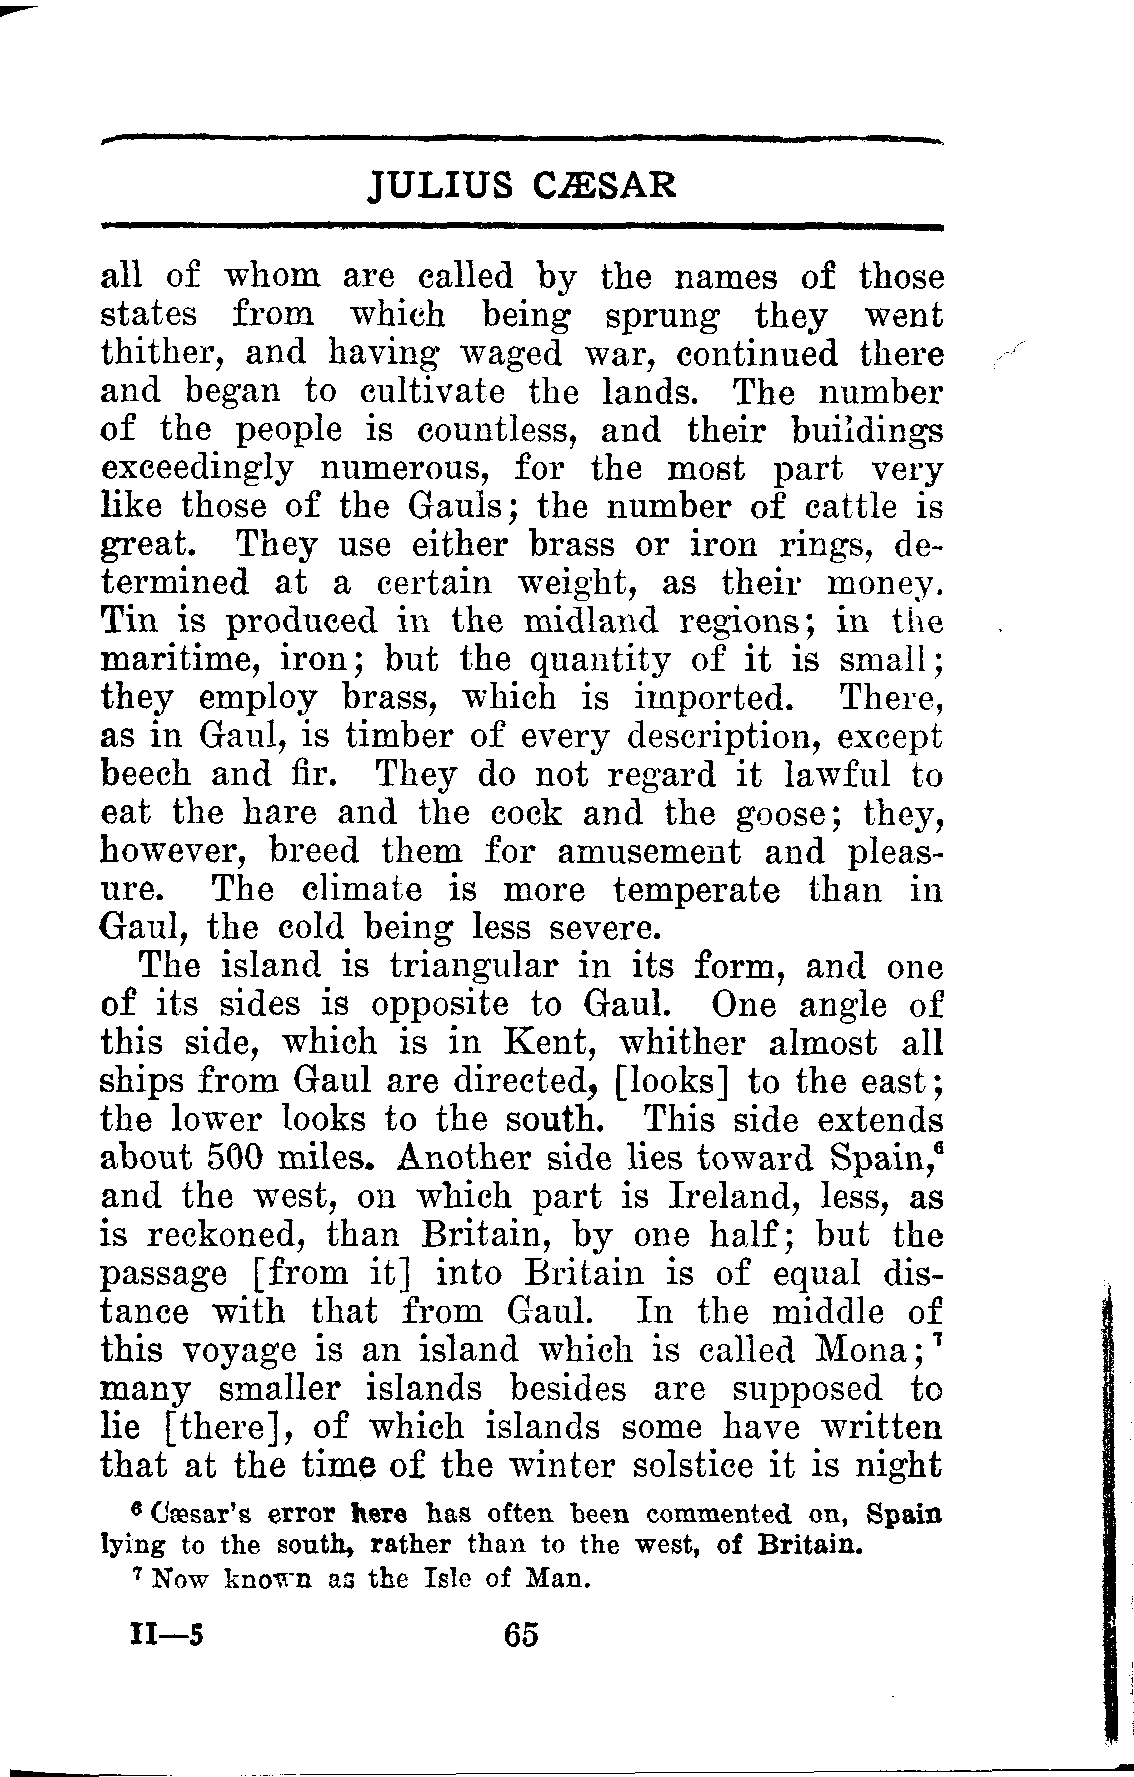 JULIUS CÆSAR
all of whom are called by the names of those
states from which being sprung they went
thither, and having waged war, continued there
and began to cultivate the lands. The number
of the people is countless, and their buildings
exceedingly numerous, for the most part very
like those of the Gauls; the number of cattle is
great. They use either brass or iron rings, de-
termined at a certain weight, as their money.
Tin is produced in the midland regions; in the
maritime, iron; but the quantity of it is small;
they employ brass, which is imported. There,
as in Gaul, is timber of every description, except
beech and fir. They do not regard it lawful to
eat the hare and the cock and the goose; they,
however, breed them for amusement and pleas-
ure. The climate is more temperate than in
Gaul, the cold being less severe.
The island is triangular in its form, and one
of its sides is opposite to Gaul. One angle of
this side, which is in Kent, whither almost all
ships from Gaul are directed, [looks] to the east;
the lower looks to the south. This side extends
about 500 miles. Another side lies toward Spain,⁶
and the west, on which part is Ireland, less, as
is reckoned, than Britain, by one half; but the
passage [from it] into Britain is of equal dis-
tance with that from Gaul. In the middle of
this voyage is an island which is called Mona;⁷
many smaller islands besides are supposed to
lie [there], of which islands some have written
that at the time of the winter solstice it is night
⁶ Cæsar's error here has often been commented on, Spain
lying to the south, rather than to the west, of Britain.
⁷ Now known as the Isle of Man.
II—5 65